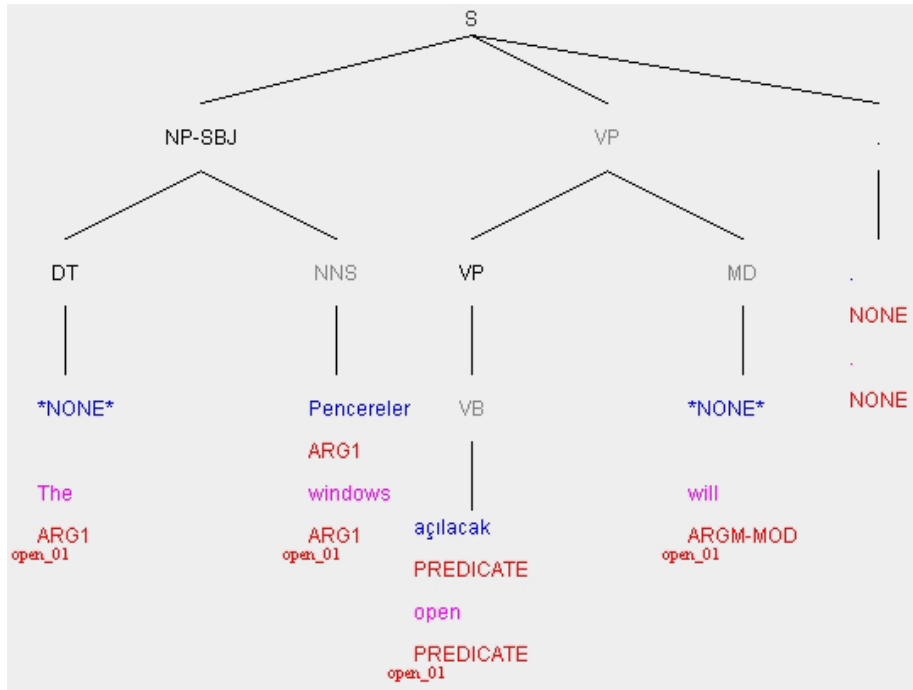 S
NP-SBJ VP .
DT NNS VP MD .
NONE
.
NONE
*NONE* Pencereler VB *NONE*
ARG1
The windows will
ARG1 ARG1 ARGM-MOD
open_01 open_01 open_01
açılacak
PREDICATE
open
PREDICATE
open_01